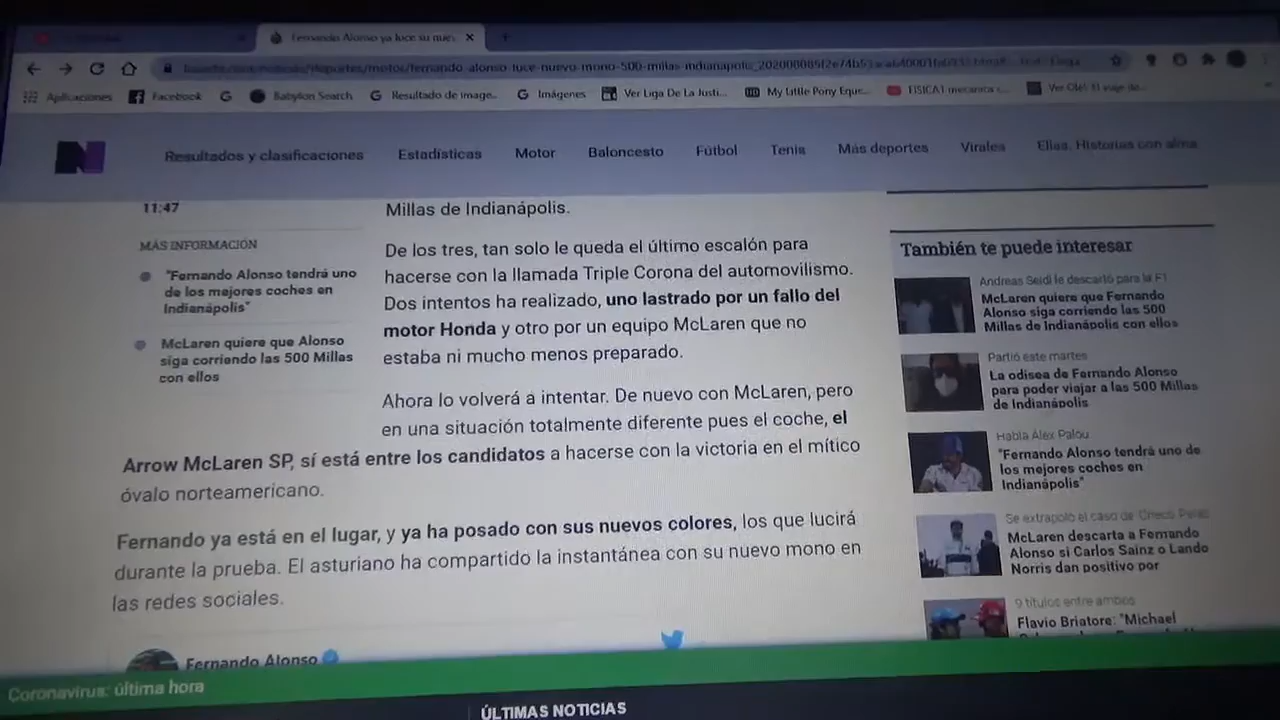 Fernando Alonso ya luce su nue
Aplicaciones
Facebook
Babylon Search
Resultado de image...
Imágenes
Ver Liga De La Justi...
My Little Pony Eque...
Resultados y clasificaciones
Estadísticas
Motor
Baloncesto
Fútbol
Tenis
Más deportes
Virales
Ellas. Historias con alma
11:47
MÁS INFORMACIÓN
"Fernando Alonso tendrá uno
de los mejores coches en
Indianápolis"
McLaren quiere que Alonso
siga corriendo las 500 Millas
con ellos
Millas de Indianápolis.
De los tres, tan solo le queda el último escalón para
hacerse con la llamada Triple Corona del automovilismo.
Dos intentos ha realizado, uno lastrado por un fallo del
motor Honda y otro por un equipo McLaren que no
estaba ni mucho menos preparado.
Ahora lo volverá a intentar. De nuevo con McLaren, pero
en una situación totalmente diferente pues el coche, el
Arrow McLaren SP, sí está entre los candidatos a hacerse con la victoria en el mítico
óvalo norteamericano.
Fernando ya está en el lugar, y ya ha posado con sus nuevos colores, los que lucirá
durante la prueba. El asturiano ha compartido la instantánea con su nuevo mono en
las redes sociales.
Fernando Alonso
También te puede interesar
Andreas Seidl le descartó para la F1
McLaren quiere que Fernando
Alonso siga corriendo las 500
Millas de Indianápolis con ellos
Partió este martes
La odisea de Fernando Alonso
para poder viajar a las 500 Millas
de Indianápolis
Habla Álex Palou
"Fernando Alonso tendrá uno de
los mejores coches en
Indianápolis"
Se extrapoló el caso de Checo Pérez
McLaren descarta a Fernando
Alonso si Carlos Sainz o Lando
Norris dan positivo por
9 títulos entre ambos
Flavio Briatore: "Michael
Coronavirus: última hora
ÚLTIMAS NOTICIAS